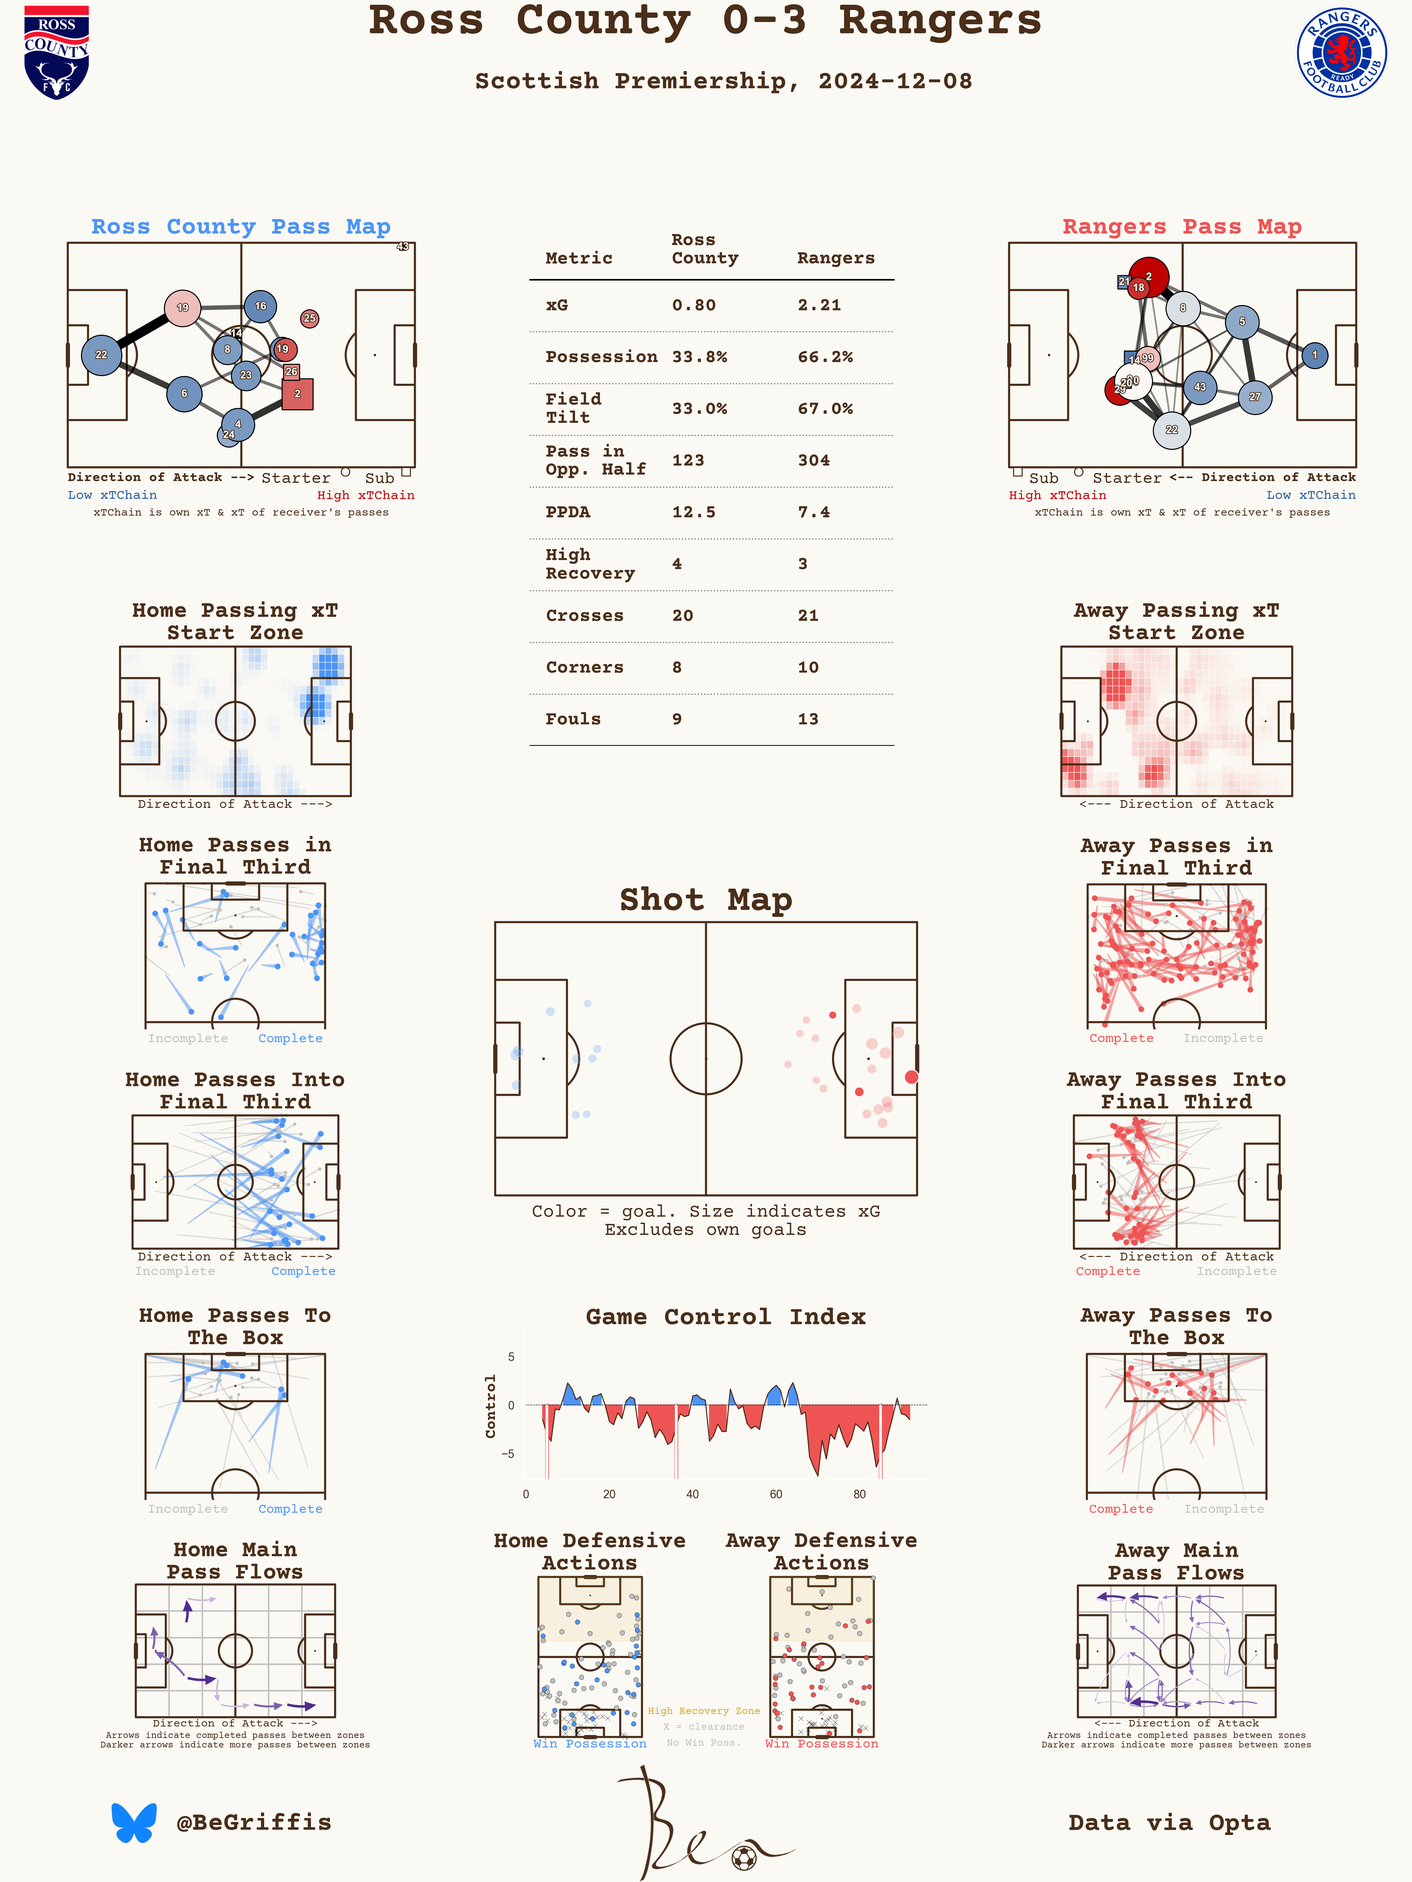 Ross County 0-3 Rangers
Scottish Premiership, 2024-12-08
ROSS
COUNTY
F C
RANGERS
READY
FOOTBALL CLUB
Ross County Pass Map
43
19
16
25
14
22
8
19
26
6
23
2
4
24
Direction of Attack --> Starter Sub
Low xTChain High xTChain
xTChain is own xT & xT of receiver's passes
Metric Ross County Rangers
xG 0.80 2.21
Possession 33.8% 66.2%
Field Tilt 33.0% 67.0%
Pass in Opp. Half 123 304
PPDA 12.5 7.4
High Recovery 4 3
Crosses 20 21
Corners 8 10
Fouls 9 13
Rangers Pass Map
2
21
18
8
5
1
14
99
20
29
43
27
22
Sub Starter <-- Direction of Attack
High xTChain Low xTChain
xTChain is own xT & xT of receiver's passes
Home Passing xT
Start Zone
Direction of Attack --->
Away Passing xT
Start Zone
<--- Direction of Attack
Home Passes in
Final Third
Incomplete Complete
Away Passes in
Final Third
Complete Incomplete
Shot Map
Color = goal. Size indicates xG
Excludes own goals
Home Passes Into
Final Third
Direction of Attack --->
Incomplete Complete
Away Passes Into
Final Third
<--- Direction of Attack
Complete Incomplete
Home Passes To
The Box
Incomplete Complete
Game Control Index
Control
5
0
−5
0 20 40 60 80
Away Passes To
The Box
Complete Incomplete
Home Main
Pass Flows
Direction of Attack --->
Arrows indicate completed passes between zones
Darker arrows indicate more passes between zones
Home Defensive
Actions
Win Possession
High Recovery Zone
X = clearance
No Win Poss.
Away Defensive
Actions
Win Possession
Away Main
Pass Flows
<--- Direction of Attack
Arrows indicate completed passes between zones
Darker arrows indicate more passes between zones
@BeGriffis
Ben
Data via Opta